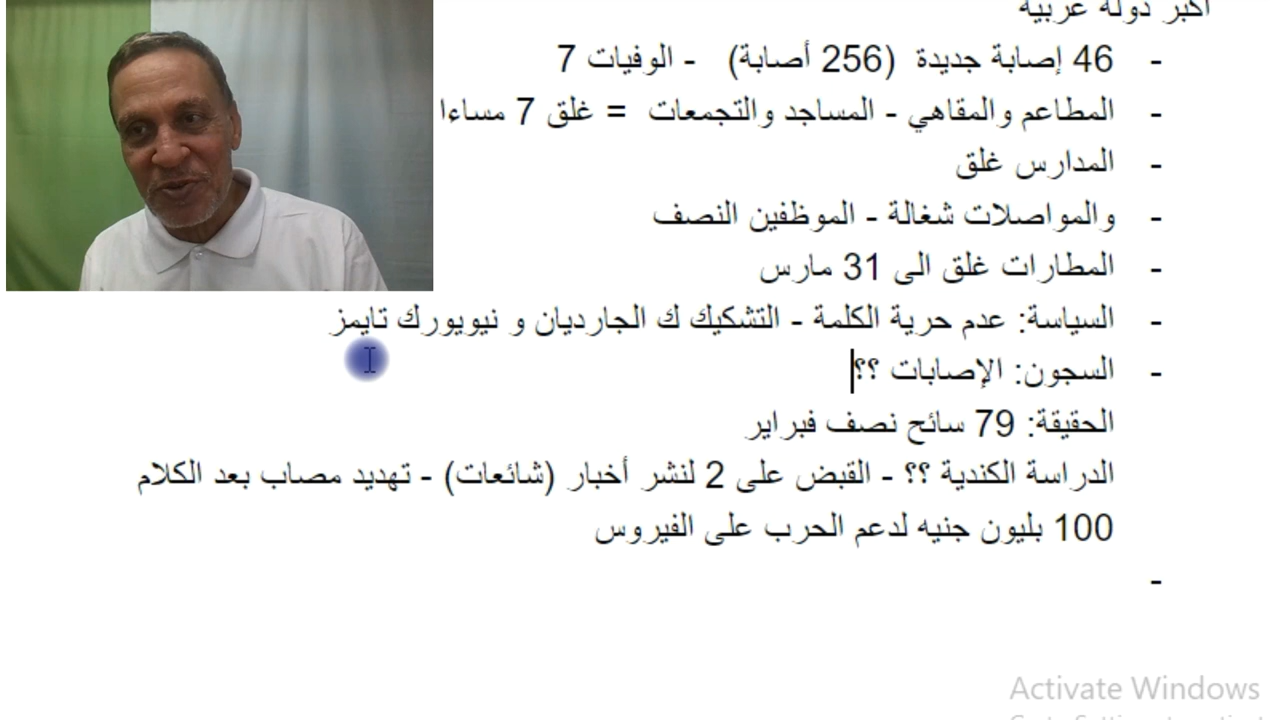 أكبر دولة عربية
- 46 إصابة جديدة (256 أصابة) - الوفيات 7
- المطاعم والمقاهي - المساجد والتجمعات = غلق 7 مساءا
- المدارس غلق
- والمواصلات شغالة - الموظفين النصف
- المطارات غلق الى 31 مارس
- السياسة: عدم حرية الكلمة - التشكيك ك الجارديان و نيويورك تايمز
- السجون: الإصابات ؟؟
الحقيقة: 79 سائح نصف فبراير
الدراسة الكندية ؟؟ - القبض على 2 لنشر أخبار (شائعات) - تهديد مصاب بعد الكلام
100 بليون جنيه لدعم الحرب على الفيروس
-
Activate Windows